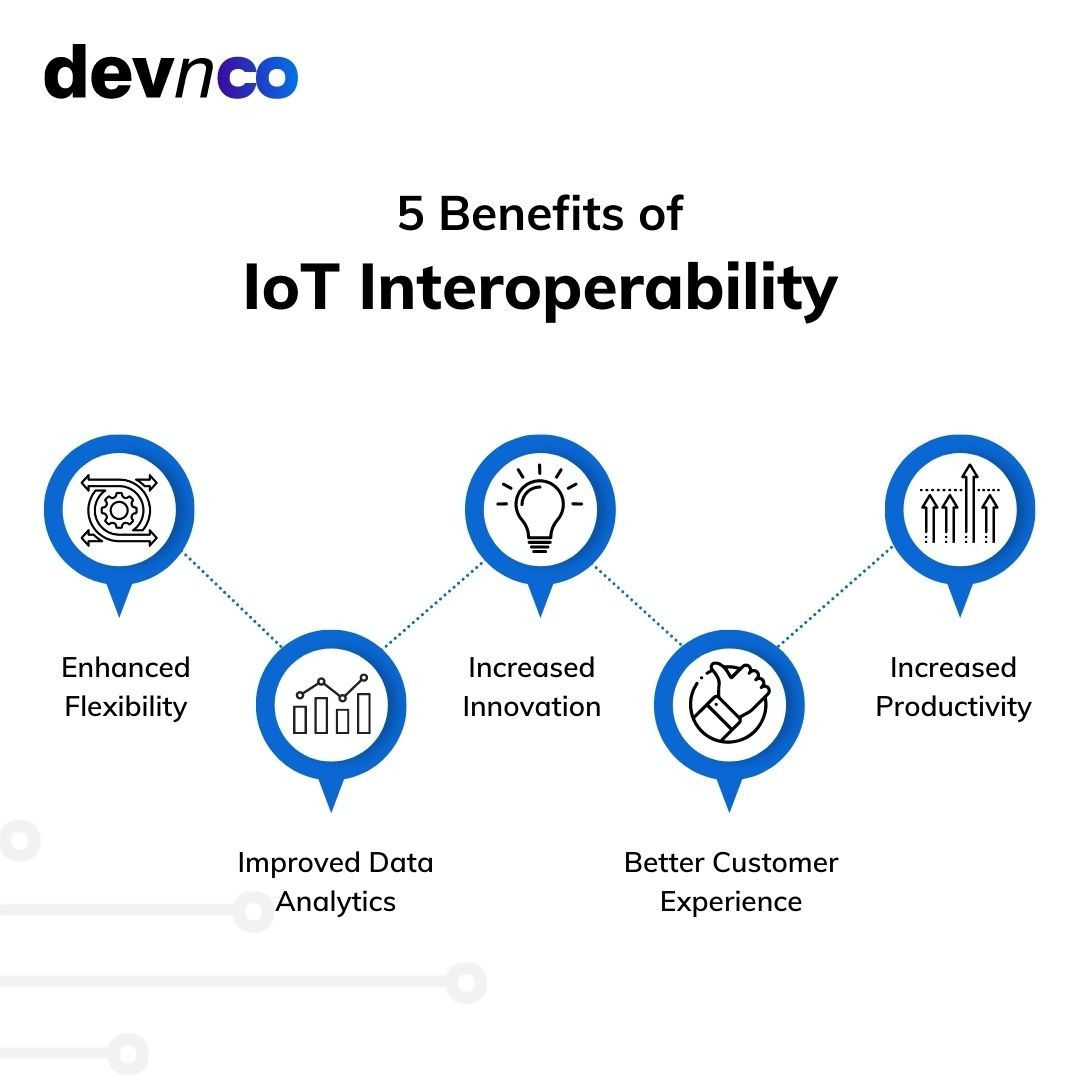 devnco
5 Benefits of
IoT Interoperability
Enhanced
Flexibility
Improved Data
Analytics
Increased
Innovation
Better Customer
Experience
Increased
Productivity